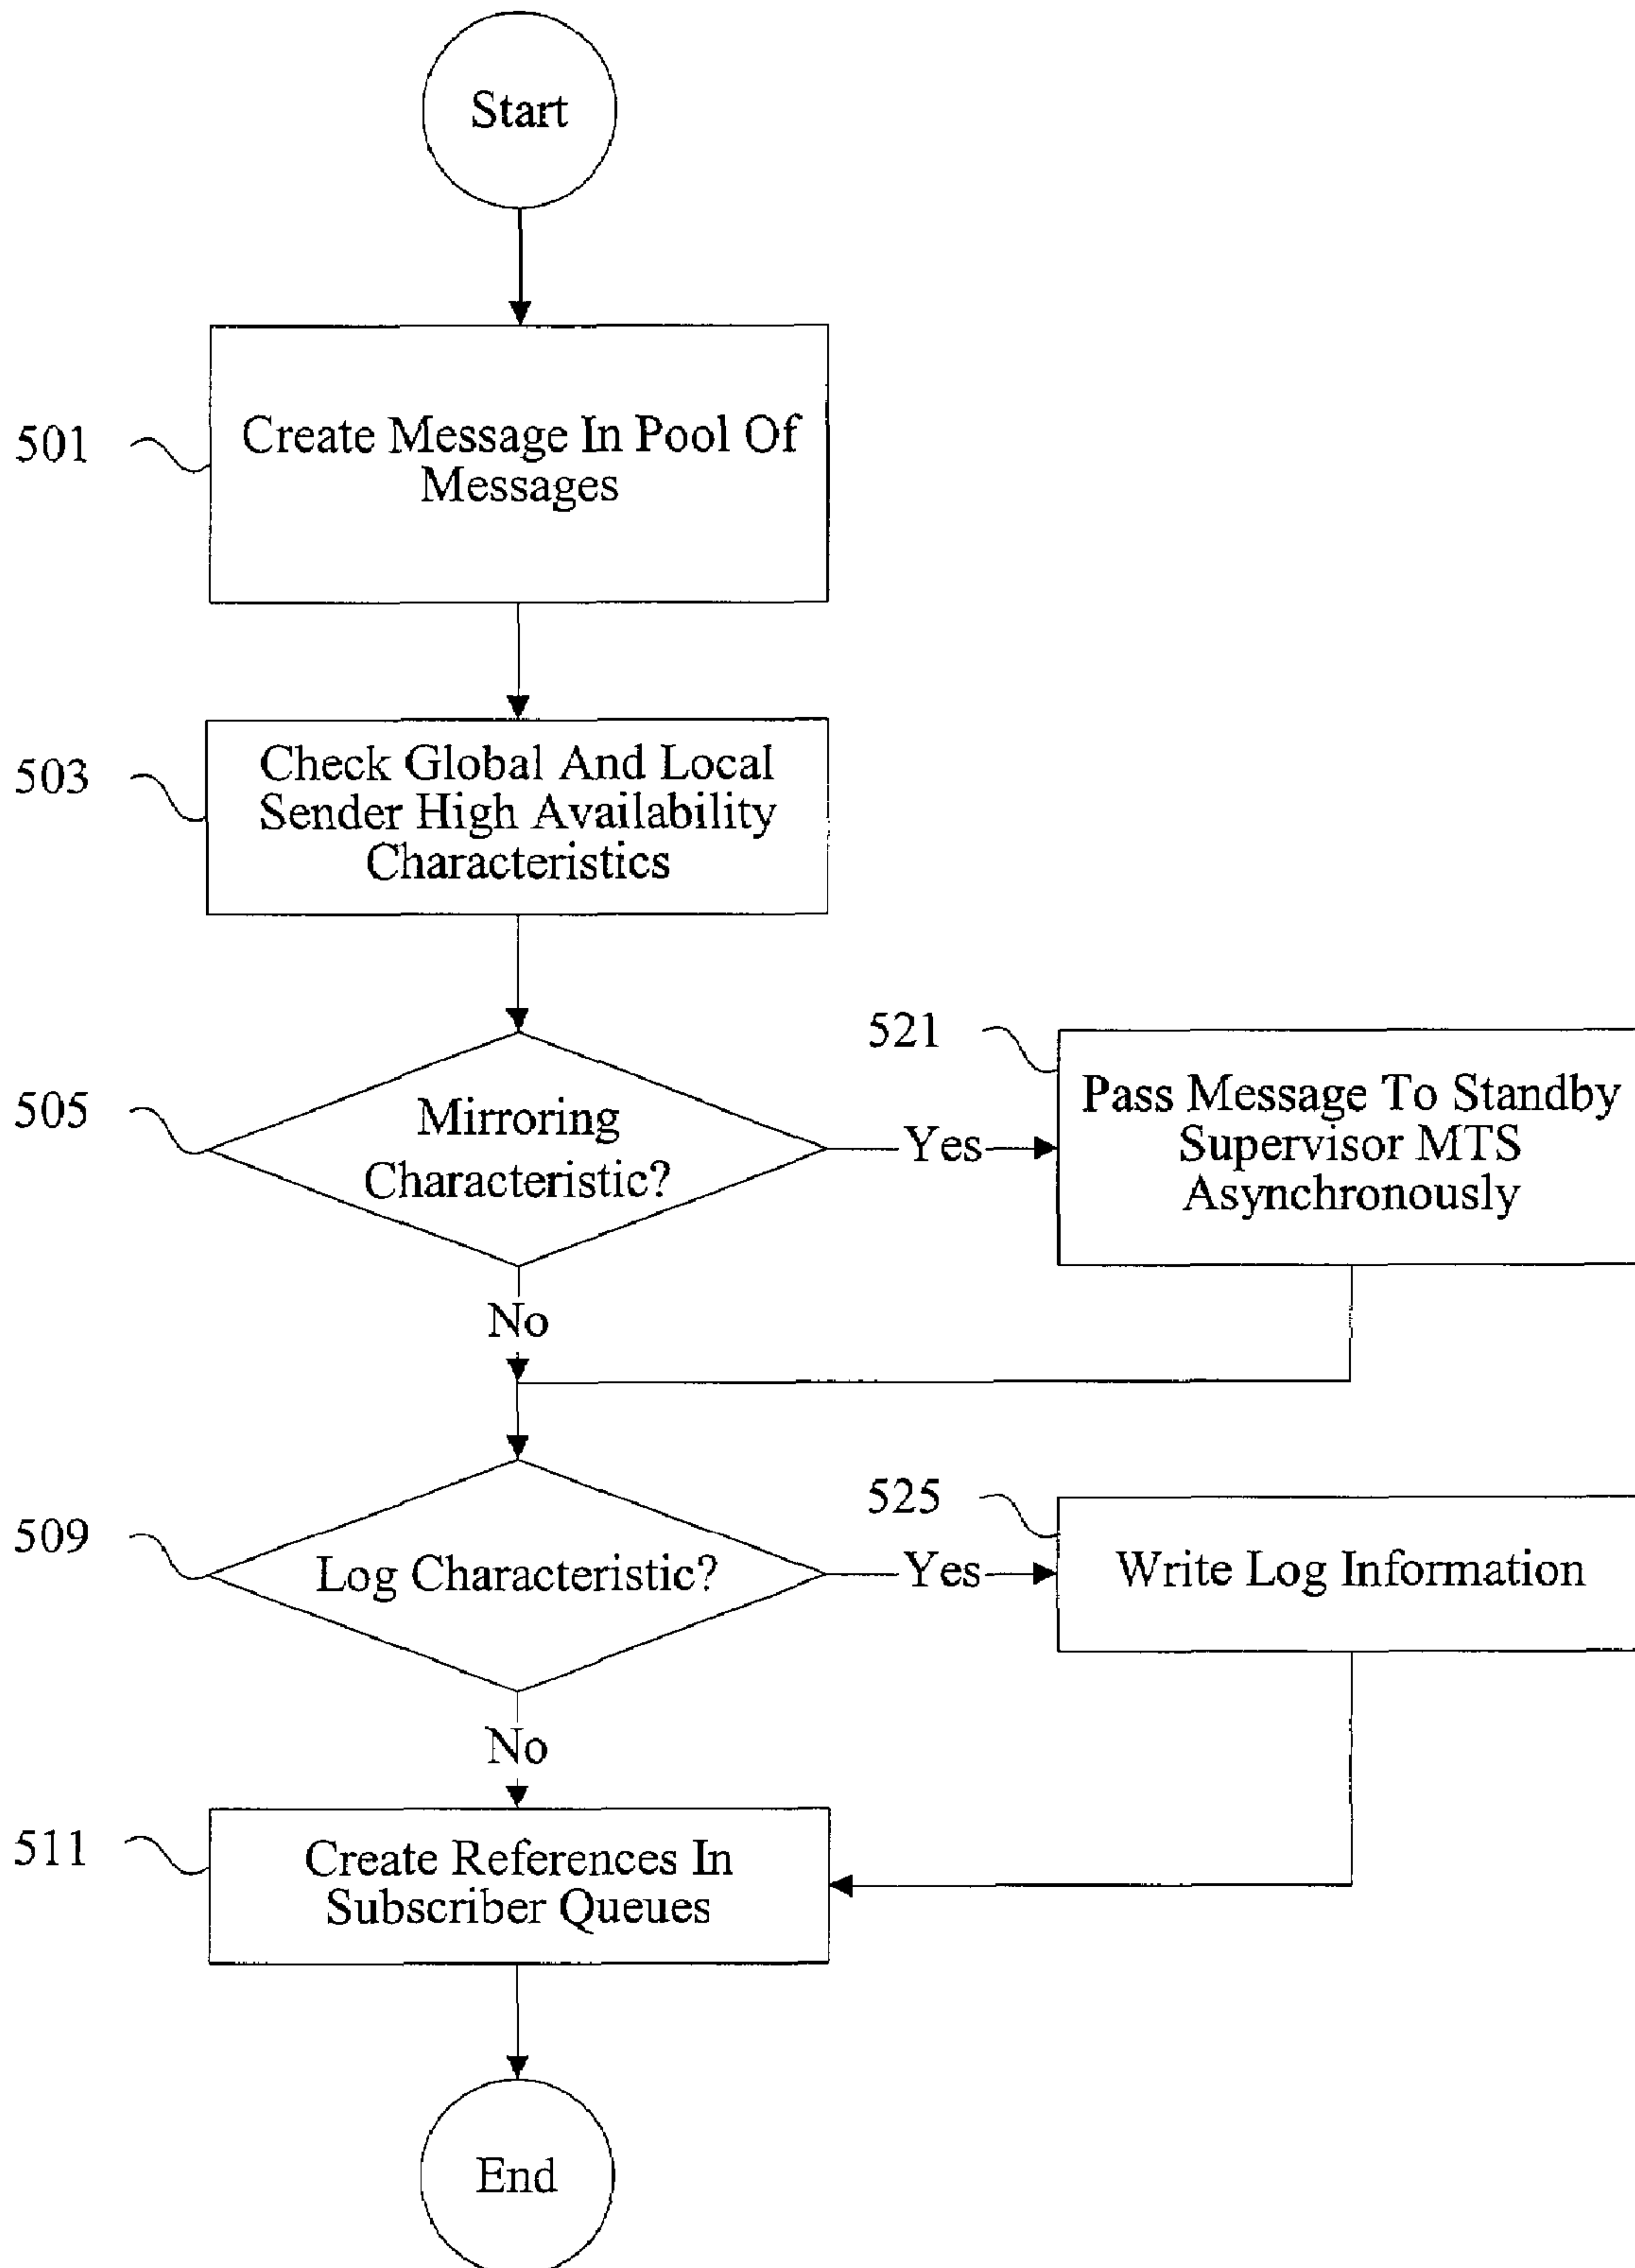 Start
501
Create Message In Pool Of
Messages
503
Check Global And Local
Sender High Availability
Characteristics
505
Mirroring
Characteristic?
Yes
521
Pass Message To Standby
Supervisor MTS
Asynchronously
No
509
Log Characteristic?
Yes
525
Write Log Information
No
511
Create References In
Subscriber Queues
End